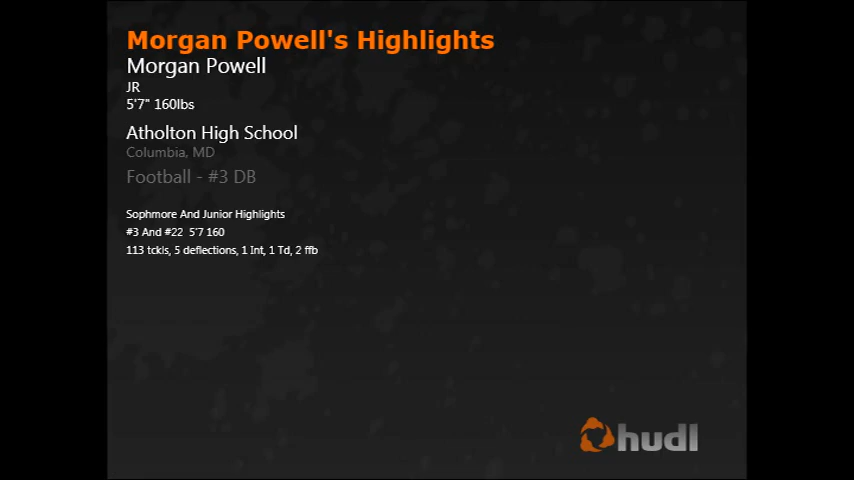 Morgan Powell's Highlights
Morgan Powell
JR
5'7" 160lbs
Atholton High School
Columbia, MD
Football - #3 DB
Sophmore And Junior Highlights
#3 And #22 5'7 160
113 tckls, 5 deflections, 1 Int, 1 Td, 2 ffb
hudl